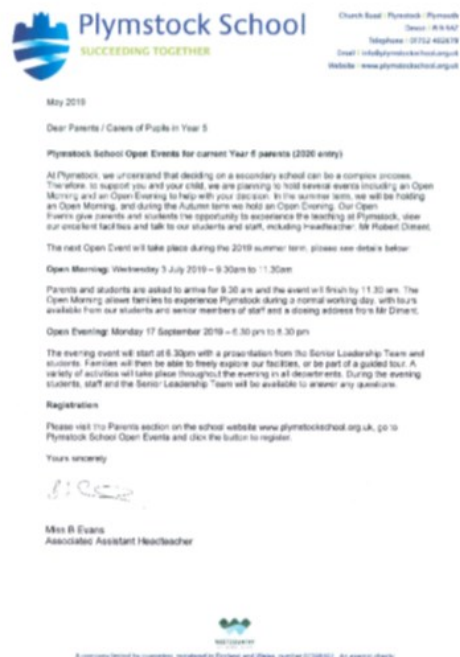 Plymstock School
SUCCEEDING TOGETHER
Church Road | Plymstock | Plymouth
Devon |
Telephone | 01752 402679
Email | info@plymstockschool.org.uk
Website | www.plymstockschool.org.uk
May 2019
Dear Parents / Carers of Pupils in Year 5
Plymstock School Open Events for current Year 5 parents (2020 entry)
At Plymstock, we understand that deciding on a secondary school can be a complex process.
Therefore, to support you and your child, we are planning to hold several events including an Open
Morning and an Open Evening to help with your decision. In the summer term, we will be holding
an Open Morning, and during the Autumn term we hold an Open Evening. Our Open
Events give parents and students the opportunity to experience the teaching at Plymstock, view
our excellent facilities and talk to our students and staff, including Headteacher, Mr Robert Diment.
The next Open Event will take place during the 2019 summer term, please see details below:
Open Morning: Wednesday 3 July 2019 – 9.30am to 11.30am
Parents and students are asked to arrive for 9.30 am and the event will finish by 11.30 am. The
Open Morning allows families to experience Plymstock during a normal working day, with tours
available from our students and senior members of staff and a closing address from Mr Diment.
Open Evening: Monday 17 September 2019 – 6.30 pm to 8.30 pm
The evening event will start at 6.30pm with a presentation from the Senior Leadership Team and
students. Families will then be able to freely explore our facilities, or be part of a guided tour. A
variety of activities will take place throughout the evening in all departments. During the evening
students, staff and the Senior Leadership Team will be available to answer any questions.
Registration
Please visit the Parents section on the school website www.plymstockschool.org.uk, go to
Plymstock School Open Events and click the button to register.
Yours sincerely
Miss B Evans
Associated Assistant Headteacher
WESTCOUNTRY
A company limited by guarantee, registered in England and Wales, number